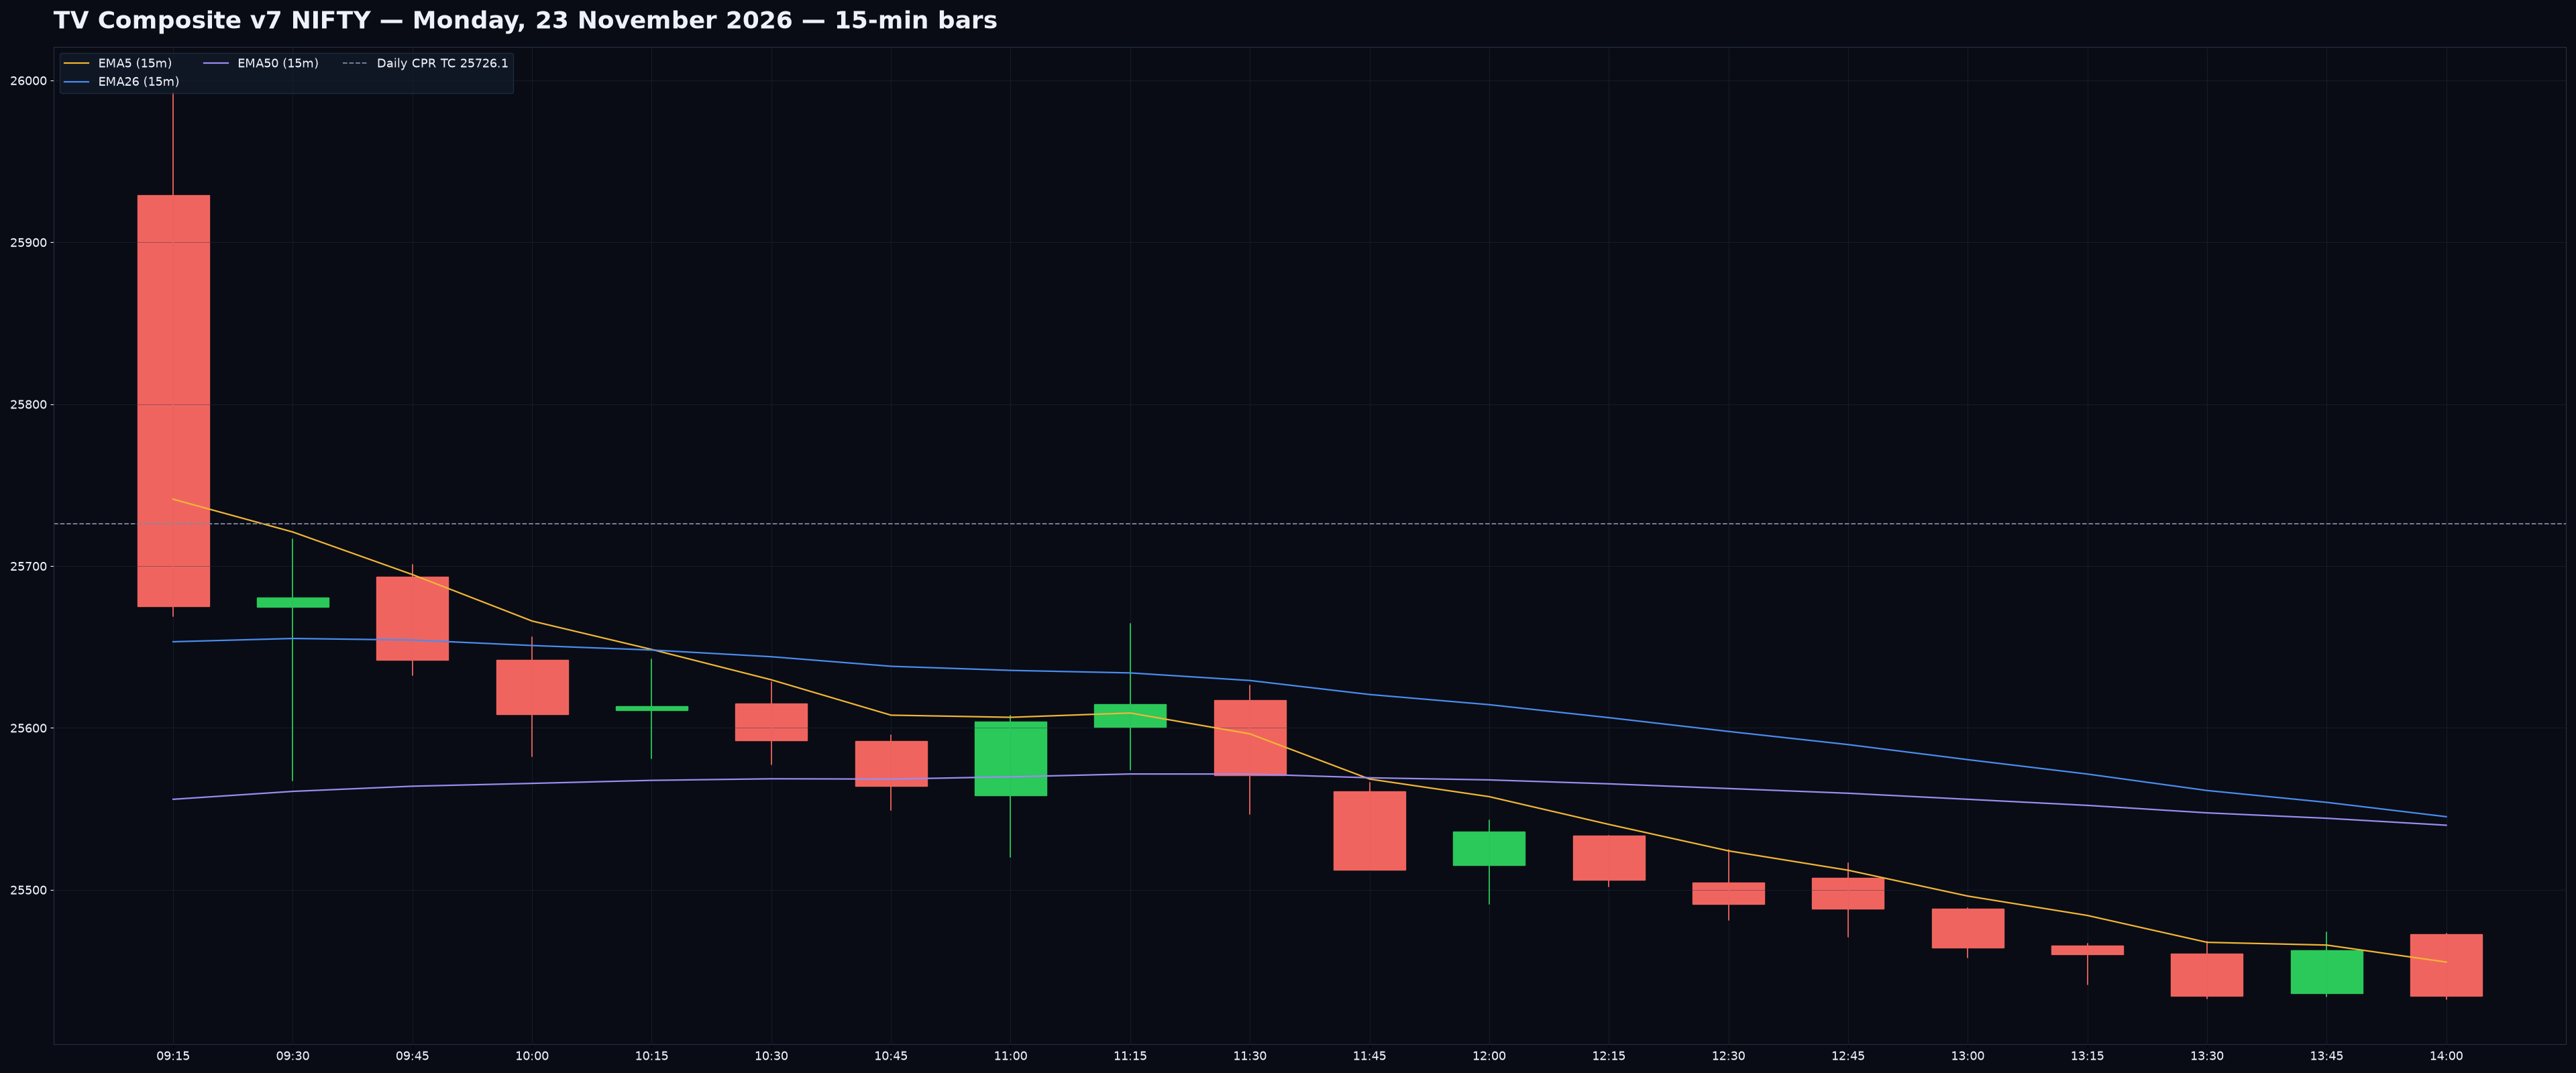 TV Composite v7 NIFTY — Monday, 23 November 2026 — 15-min bars
EMA5 (15m) EMA50 (15m) Daily CPR TC 25726.1
EMA26 (15m)
26000
25900
25800
25700
25600
25500
09:15 09:30 09:45 10:00 10:15 10:30 10:45 11:00 11:15 11:30 11:45 12:00 12:15 12:30 12:45 13:00 13:15 13:30 13:45 14:00